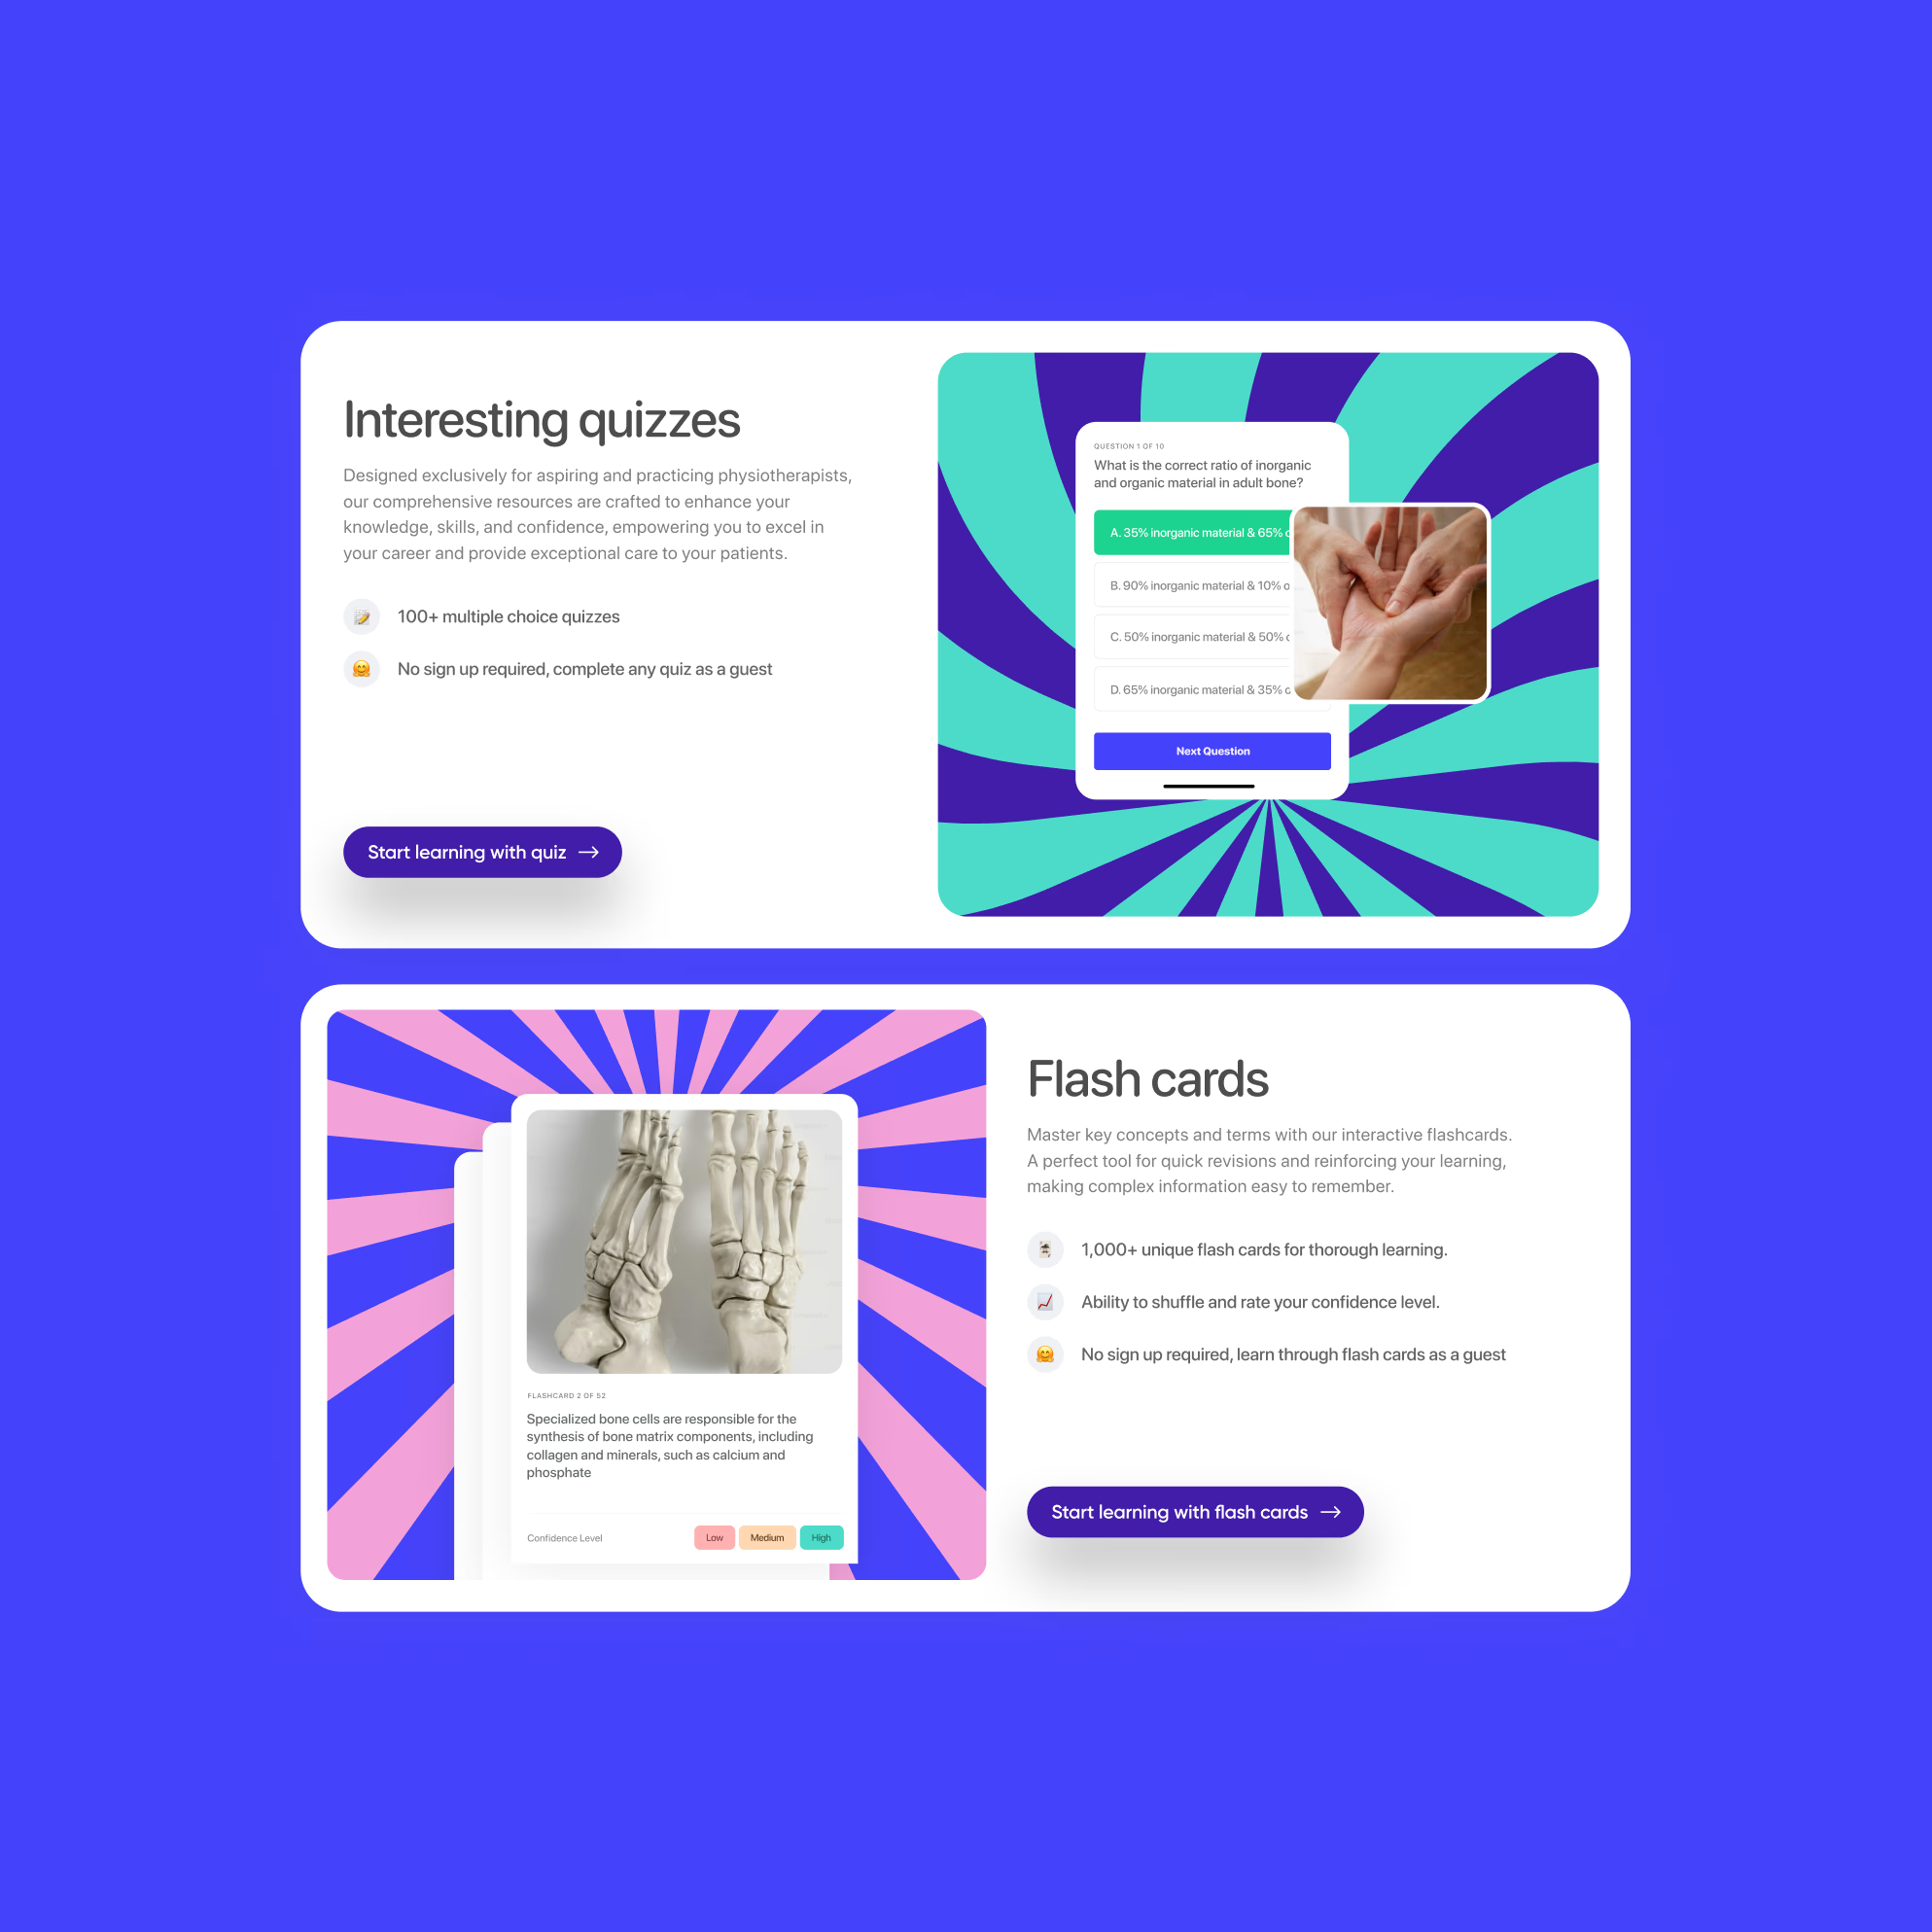 Interesting quizzes
Designed exclusively for aspiring and practicing physiotherapists,
our comprehensive resources are crafted to enhance your
knowledge, skills, and confidence, empowering you to excel in
your career and provide exceptional care to your patients.
100+ multiple choice quizzes
No sign up required, complete any quiz as a guest
Start learning with quiz
QUESTION 1 OF 10
What is the correct ratio of inorganic
and organic material in adult bone?
A. 35% inorganic material & 65%
B. 90% inorganic material & 10%
C. 50% inorganic material & 50%
D. 65% inorganic material & 35%
Next Question
FLASHCARD 2 OF 52
Specialized bone cells are responsible for the
synthesis of bone matrix components, including
collagen and minerals, such as calcium and
phosphate
Confidence Level
Low
Medium
High
Flash cards
Master key concepts and terms with our interactive flashcards.
A perfect tool for quick revisions and reinforcing your learning,
making complex information easy to remember.
1,000+ unique flash cards for thorough learning.
Ability to shuffle and rate your confidence level.
No sign up required, learn through flash cards as a guest
Start learning with flash cards